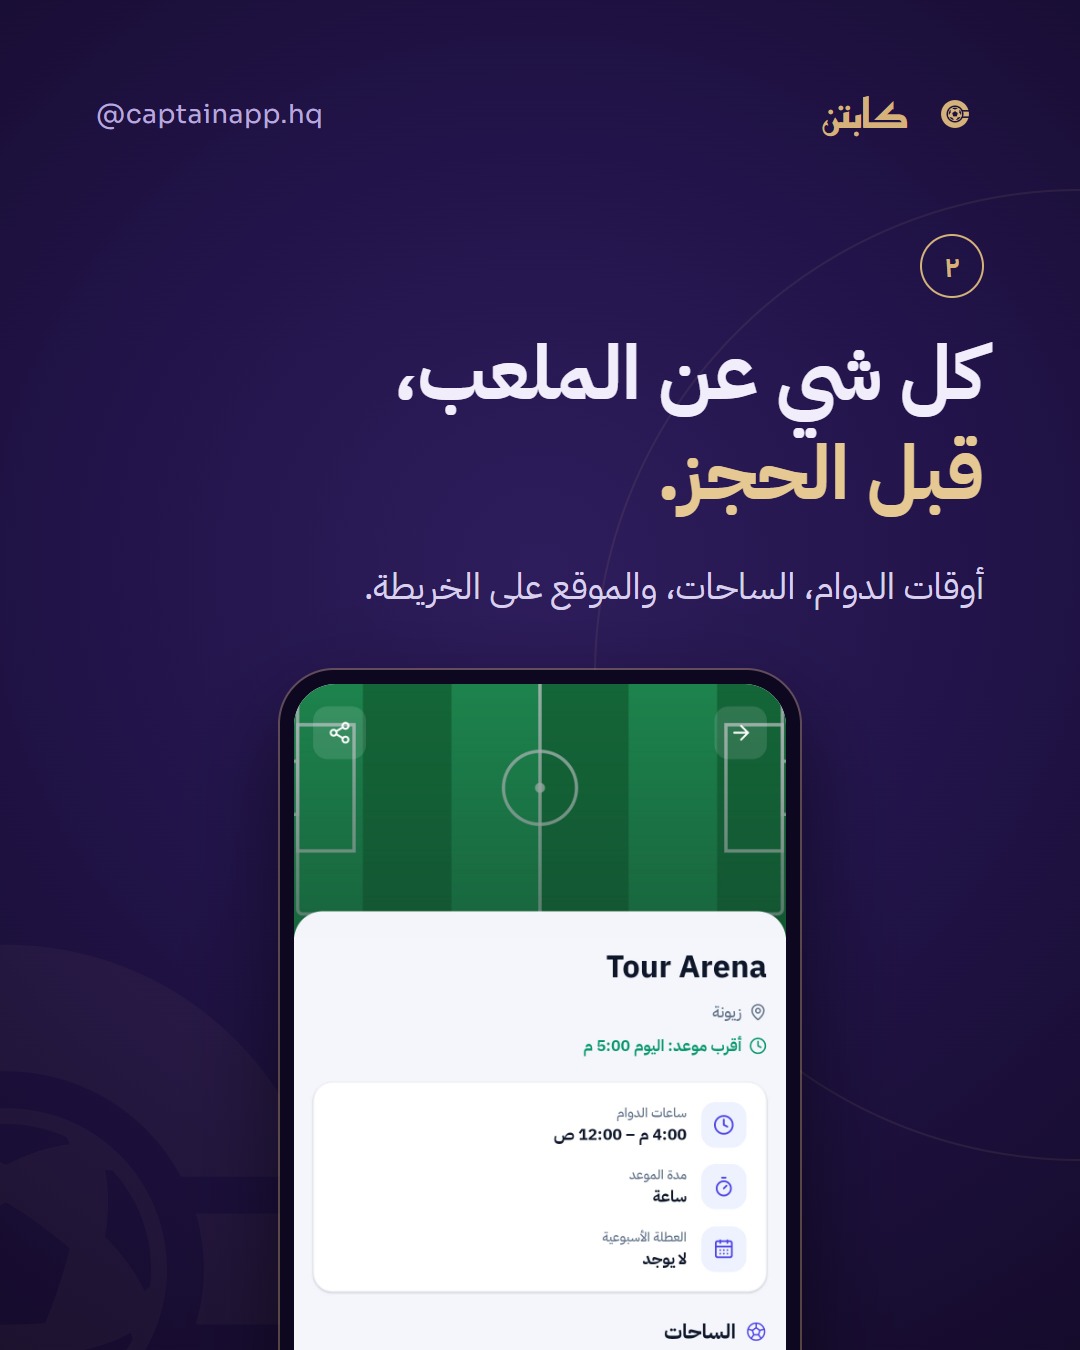 كابتن
@captainapp.hq
٢
كل شي عن الملعب،
قبل الحجز.
أوقات الدوام، الساحات، والموقع على الخريطة.
Tour Arena
زيونة
أقرب موعد: اليوم 5:00 م
ساعات الدوام
4:00 م – 12:00 ص
مدة الموعد
ساعة
العطلة الأسبوعية
لا يوجد
الساحات